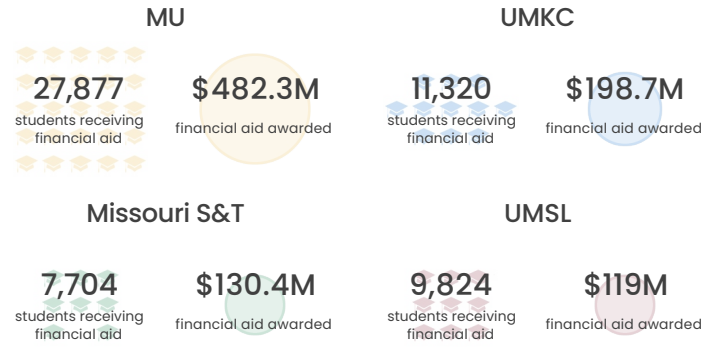 MU
27,877
students receiving
financial aid
$482.3M
financial aid awarded
UMKC
11,320
students receiving
financial aid
$198.7M
financial aid awarded
Missouri S&T
7,704
students receiving
financial aid
$130.4M
financial aid awarded
UMSL
9,824
students receiving
financial aid
$119M
financial aid awarded